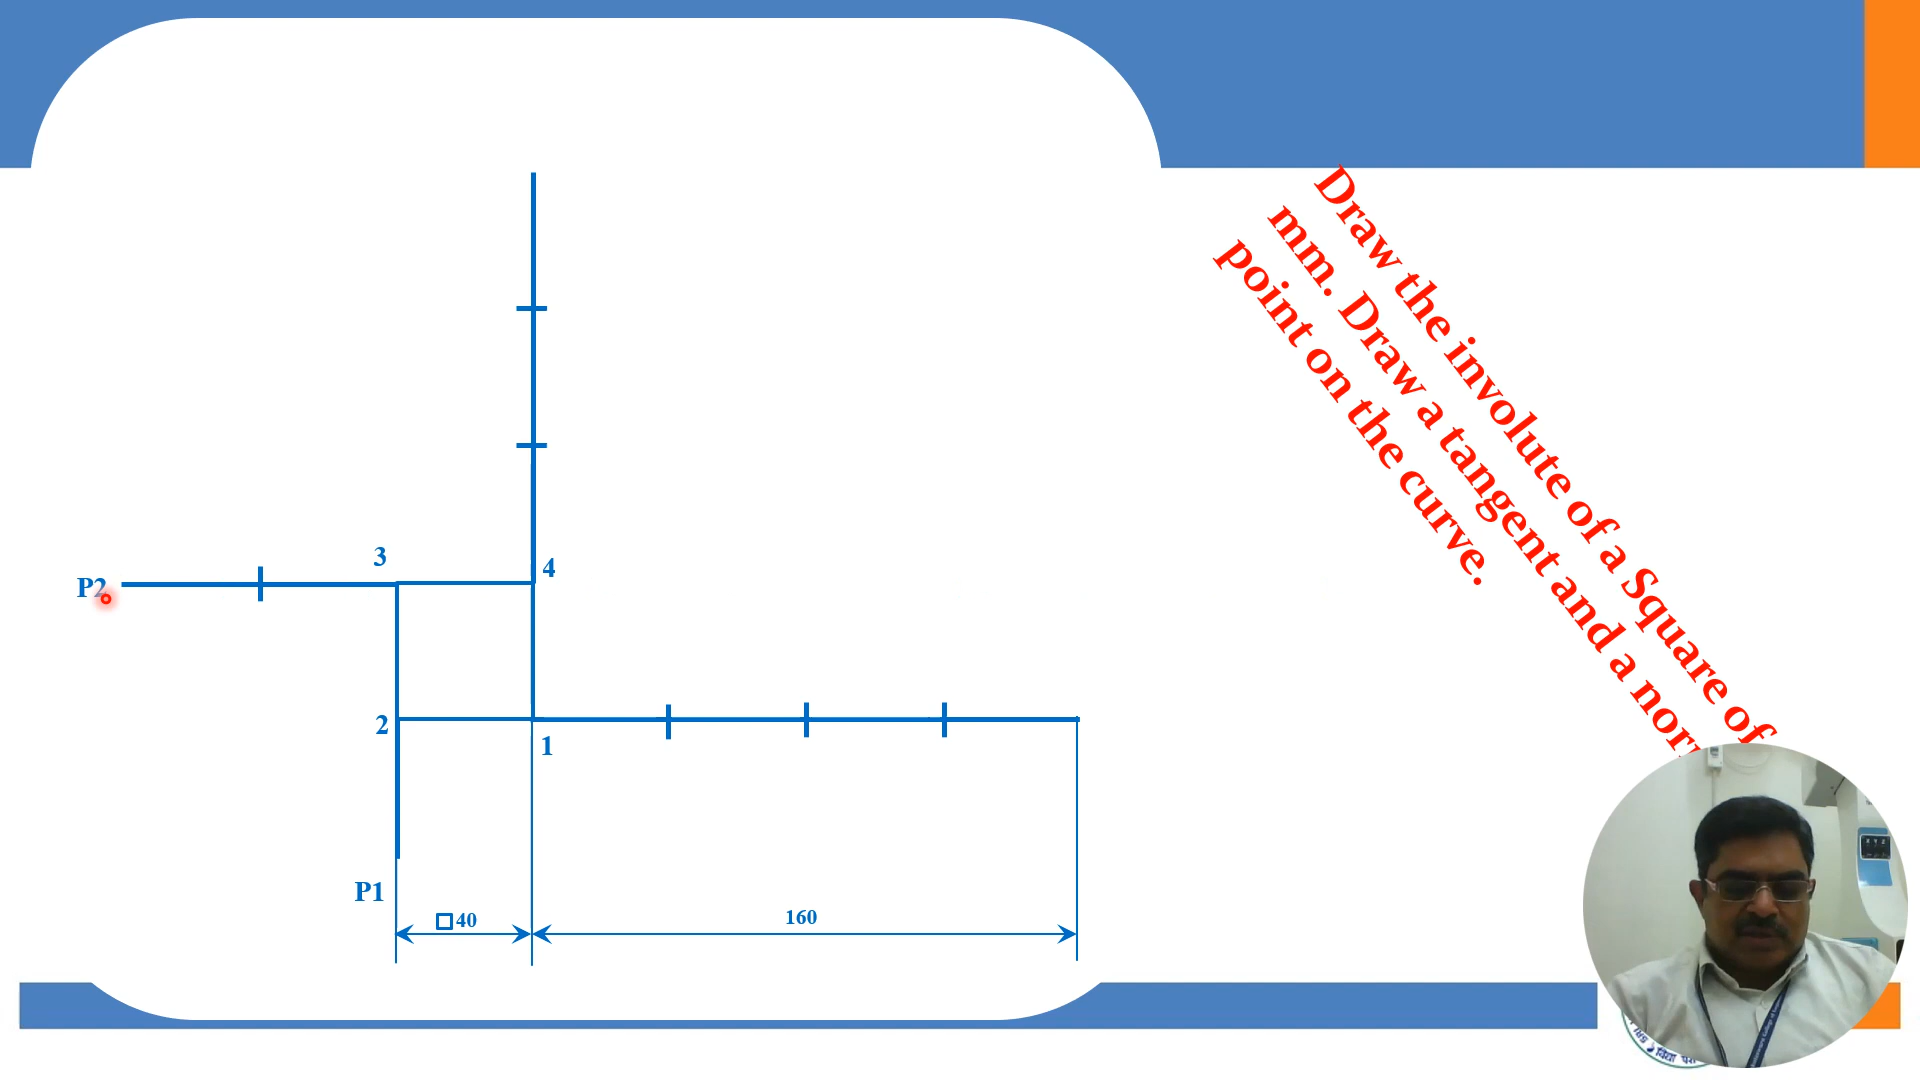 Draw the involute of a Square of
mm. Draw a tangent and a
point on the curve.
3
4
P2
2
1
P1
□40
160
विद्या